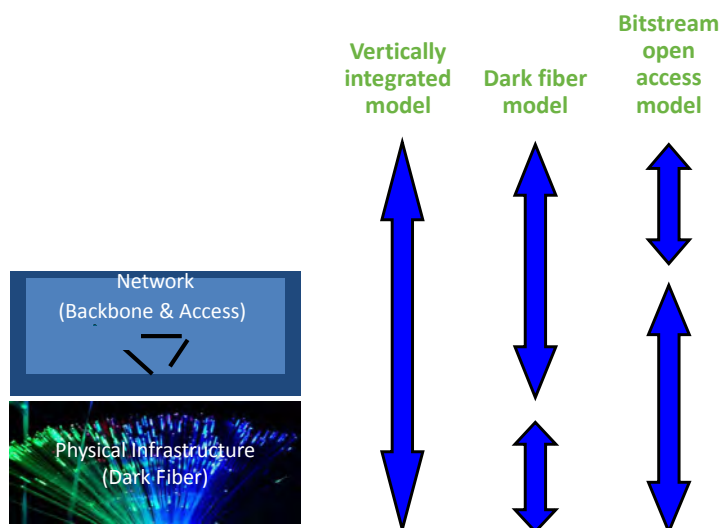 Vertically
integrated
model
Dark fiber
model
Bitstream
open
access
model
Network
(Backbone & Access)
Physical Infrastructure
(Dark Fiber)